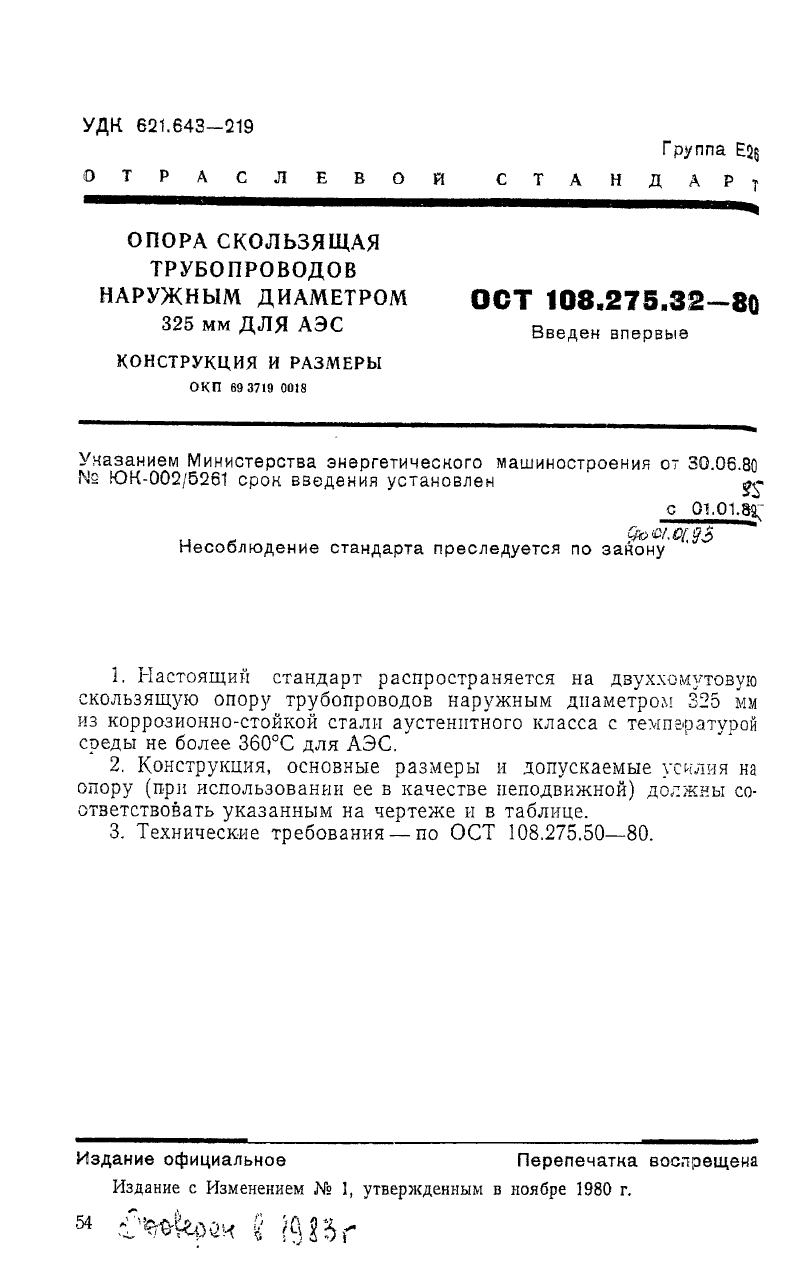 УДК 621.643—219
Группа Е26
ОТРАСЛЕВОЙ СТАНДАРТ
ОПОРА СКОЛЬЗЯЩАЯ
ТРУБОПРОВОДОВ
НАРУЖНЫМ ДИАМЕТРОМ
325 мм ДЛЯ АЭС
КОНСТРУКЦИЯ И РАЗМЕРЫ
ОКП 69 3719 0018
ОСТ 108.275.32—80
Введен впервые
Указанием Министерства энергетического машиностроения от 30.06.80
№ ЮК-002/5261 срок введения установлен
с 01.01.82
до 01.01.93
Несоблюдение стандарта преследуется по закону
1. Настоящий стандарт распространяется на двуххомутовую
скользящую опору трубопроводов наружным диаметром 325 мм
из коррозионно-стойкой стали аустенитного класса с температурой
среды не более 360°С для АЭС.
2. Конструкция, основные размеры и допускаемые усилия на
опору (при использовании ее в качестве неподвижной) должны со-
ответствовать указанным на чертеже и в таблице.
3. Технические требования — по ОСТ 108.275.50—80.
Издание официальное
Перепечатка воспрещена
Издание с Изменением № 1, утвержденным в ноябре 1980 г.
54
Проверен в 1983г